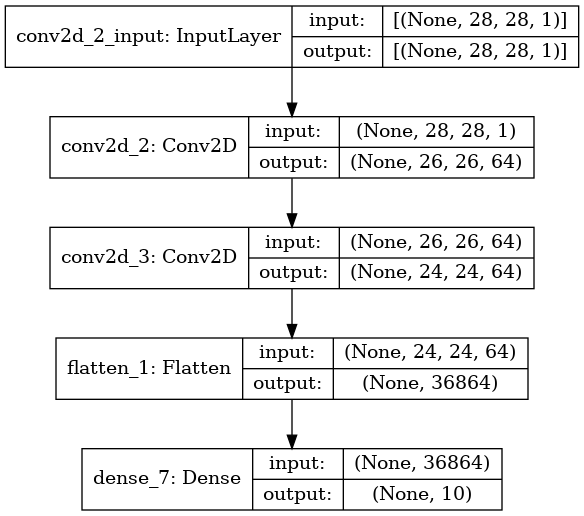 conv2d_2_input: InputLayer input: [(None, 28, 28, 1)]
output: [(None, 28, 28, 1)]
conv2d_2: Conv2D input: (None, 28, 28, 1)
output: (None, 26, 26, 64)
conv2d_3: Conv2D input: (None, 26, 26, 64)
output: (None, 24, 24, 64)
flatten_1: Flatten input: (None, 24, 24, 64)
output: (None, 36864)
dense_7: Dense input: (None, 36864)
output: (None, 10)